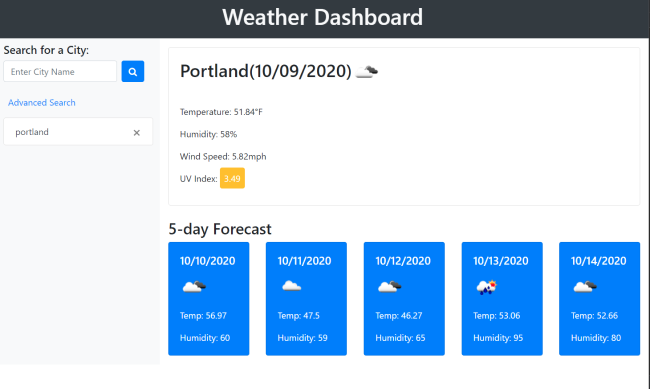 Weather Dashboard
Search for a City:
Enter City Name
Advanced Search
portland ×
Portland(10/09/2020)
Temperature: 51.84°F
Humidity: 58%
Wind Speed: 5.82mph
UV Index: 3.49
5-day Forecast
10/10/2020
Temp: 56.97
Humidity: 60
10/11/2020
Temp: 47.5
Humidity: 59
10/12/2020
Temp: 46.27
Humidity: 65
10/13/2020
Temp: 53.06
Humidity: 95
10/14/2020
Temp: 52.66
Humidity: 80